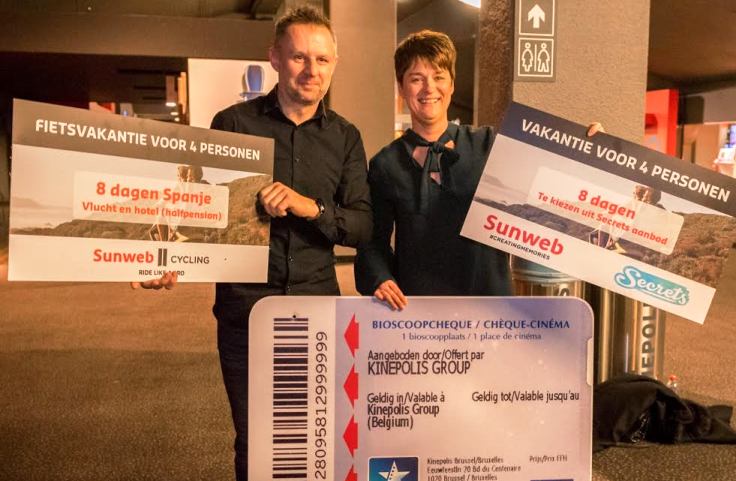 FIETSVAKANTIE VOOR 4 PERSONEN
8 dagen Spanje
Vlucht en hotel (halfpension)
Sunweb CYCLING
RIDE LIKE
VAKANTIE VOOR 4 PERSONEN
8 dagen
Te kiezen uit Secrets aanbod
Sunweb
#CREATINGMEMORIES
Secrets
BIOSCOOPCHEQUE / CHÈQUE-CINÉMA
1 bioscoopplaats / 1 place de cinéma
Aangeboden door/Offert par
KINEPOLIS GROUP
Geldig in/Valable à Geldig tot/Valable jusqu'au
Kinepolis Group
(Belgium)
Kinepolis Brussel/Bruxelles Prijs/Prix
Eeuwfeestln 20 Bd du Centenaire
1020 Brussel / Bruxelles
2809581299999